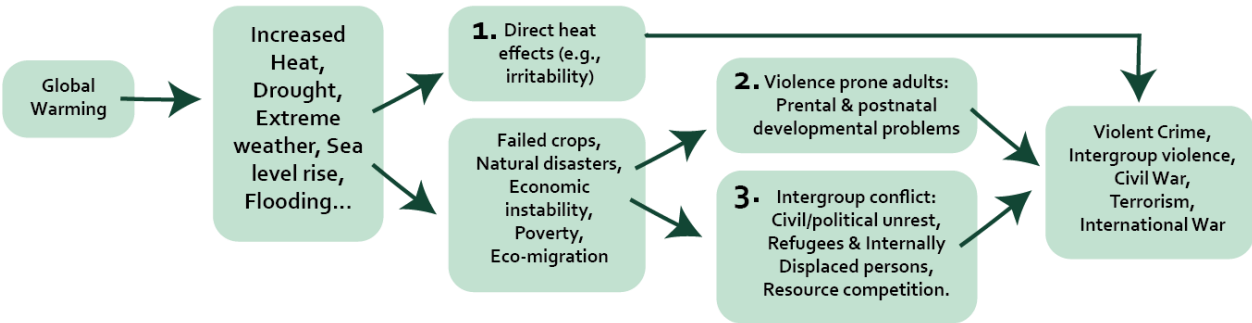 Global
Warming
Increased
Heat,
Drought,
Extreme
weather, Sea
level rise,
Flooding...
1. Direct heat
effects (e.g.,
irritability)
Failed crops,
Natural disasters,
Economic
instability,
Poverty,
Eco-migration
2. Violence prone adults:
Prental & postnatal
developmental problems
3. Intergroup conflict:
Civil/political unrest,
Refugees & Internally
Displaced persons,
Resource competition.
Violent Crime,
Intergroup violence,
Civil War,
Terrorism,
International War